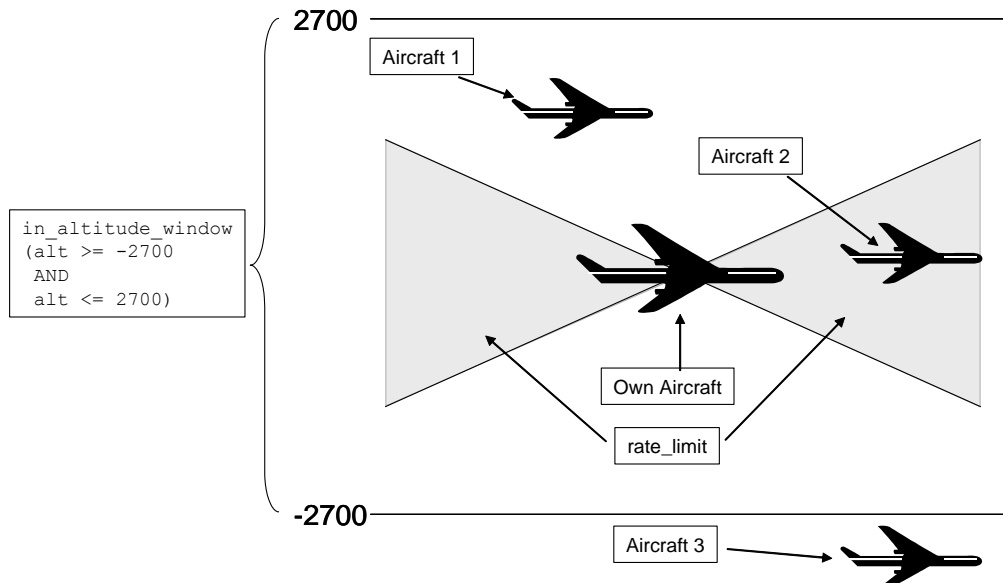 2700
Aircraft 1
Aircraft 2
in_altitude_window
(alt >= -2700
AND
alt <= 2700)
Own Aircraft
rate_limit
-2700
Aircraft 3